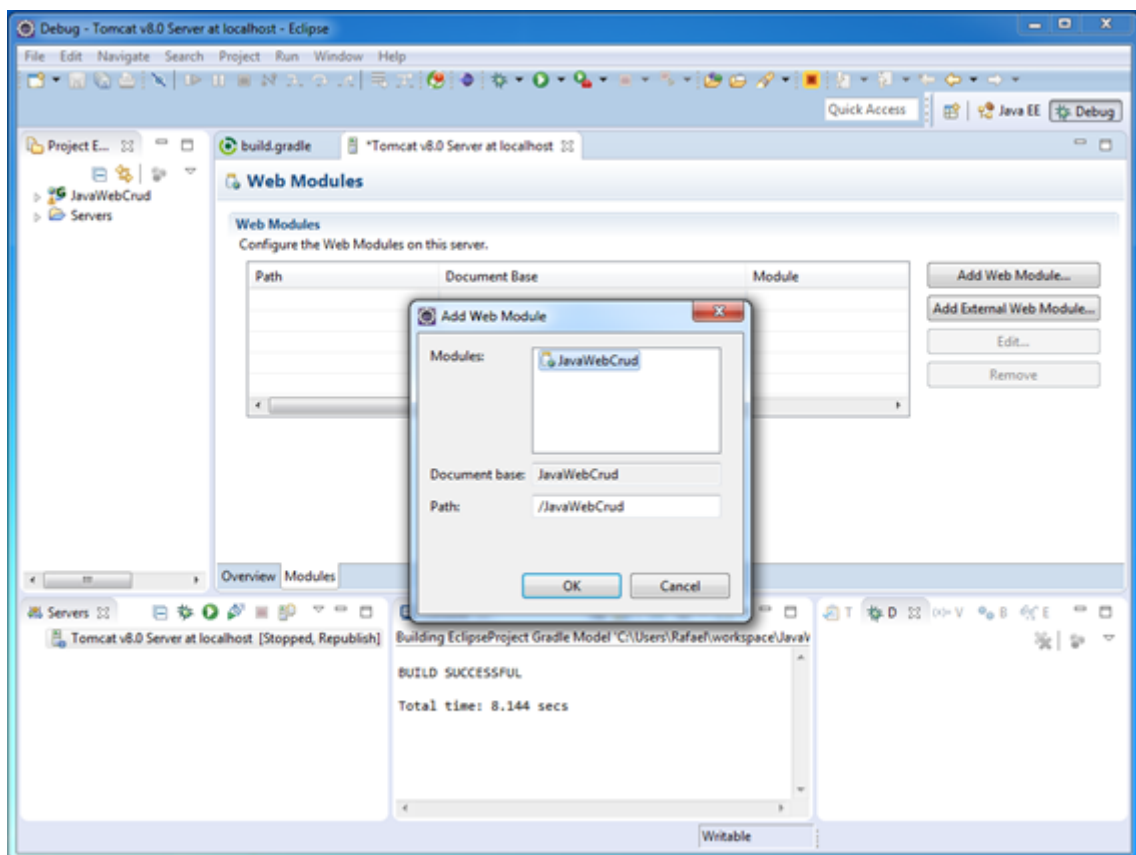 Debug - Tomcat v8.0 Server at localhost - Eclipse
File Edit Navigate Search Project Run Window Help
Quick Access Java EE Debug
Project E... build.gradle *Tomcat v8.0 Server at localhost
JavaWebCrud
Servers
Web Modules
Web Modules
Configure the Web Modules on this server.
Path Document Base Module
Add Web Module...
Add External Web Module...
Edit...
Remove
Add Web Module
Modules: JavaWebCrud
Document base: JavaWebCrud
Path: /JavaWebCrud
OK Cancel
Overview Modules
Servers
Tomcat v8.0 Server at localhost [Stopped, Republish]
Building EclipseProject Gradle Model 'C:\Users\Rafael\workspace\JavaW
BUILD SUCCESSFUL
Total time: 8.144 secs
T D V B E
Writable